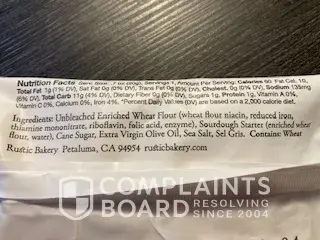 Nutrition Facts Serv. Size: 7 oz (20g), Servings 1, Amount Per Serving: Calories 60 Fat Cal. 10,
Total Fat 1g (1% DV), Sat Fat 0g (0% DV), Trans Fat 0g (% DV), Cholest. 0g (0% DV), Sodium 135mg
(6% DV), Total Carb 11g (4% DV), Dietary Fiber 0g (0% DV), Sugars 1g, Protein 1g, Vitamin A 0%,
Vitamin C 0%, Calcium 0%, Iron 4%. *Percent Daily Values (DV) are based on a 2,000 calorie diet.
Ingredients: Unbleached Enriched Wheat Flour (wheat flour niacin, reduced iron,
thiamine mononitrate, riboflavin, folic acid, enzyme), Sourdough Starter (enriched wheat
flour, water), Cane Sugar, Extra Virgin Olive Oil, Sea Salt, Sel Gris. Contains: Wheat
Rustic Bakery Petaluma, CA 94954 rusticbakery.com
COMPLAINTS
BOARD RESOLVING
SINCE 2004